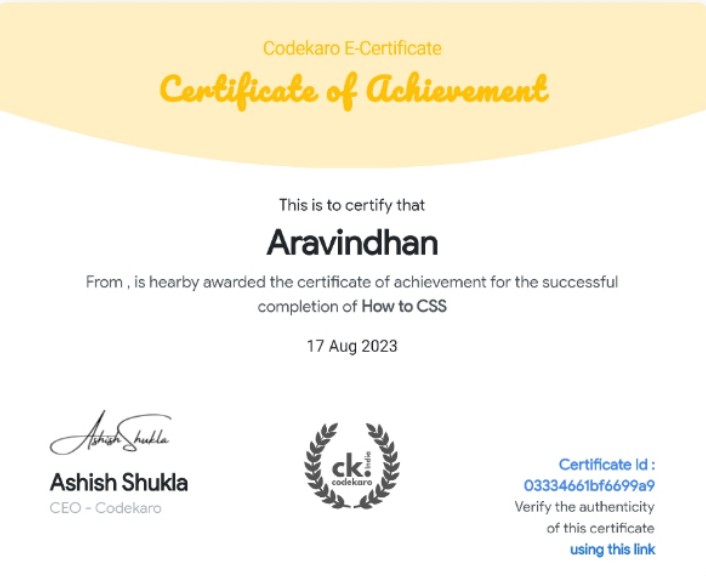 Codekaro E-Certificate
Certificate of Achievement
This is to certify that
Aravindhan
From , is hearby awarded the certificate of achievement for the successful
completion of How to CSS
17 Aug 2023
Ashish Shukla
Ashish Shukla
CEO - Codekaro
ck. India
codekaro
Certificate Id :
03334661bf6699a9
Verify the authenticity
of this certificate
using this link